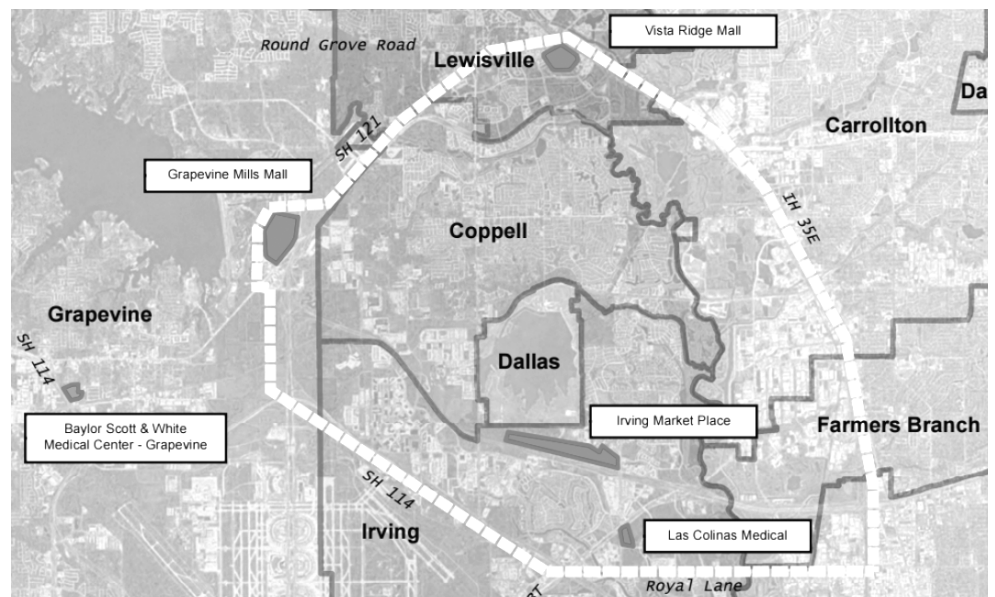 Vista Ridge Mall
Round Grove Road
Lewisville
Da
Carrollton
SH 121
Grapevine Mills Mall
IH 35E
Coppell
Grapevine
SH 114
Dallas
Baylor Scott & White
Medical Center - Grapevine
Irving Market Place
Farmers Branch
SH 114
Irving
Las Colinas Medical
Royal Lane